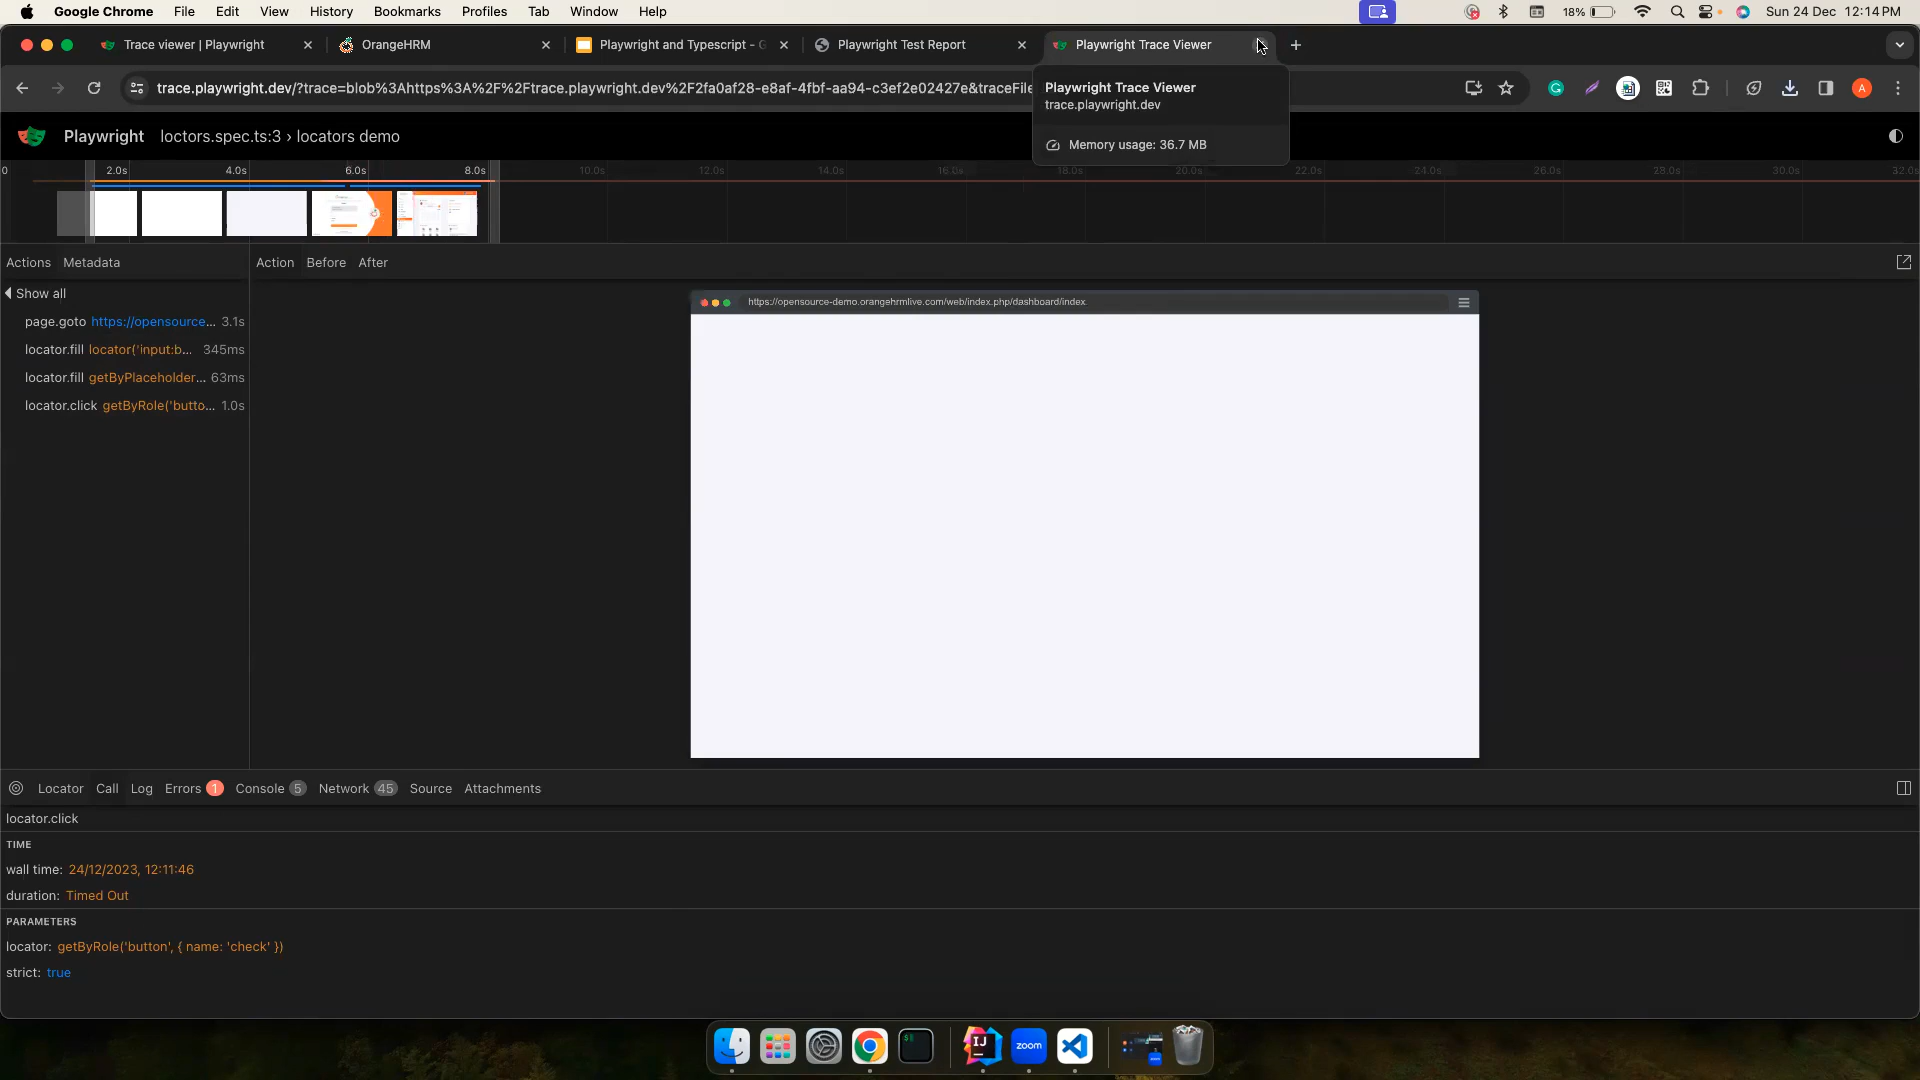 Google Chrome File Edit View History Bookmarks Profiles Tab Window Help 18% Sun 24 Dec 12:14 PM
Trace viewer | Playwright OrangeHRM Playwright and Typescript - G Playwright Test Report Playwright Trace Viewer
trace.playwright.dev/?trace=blob%3Ahttps%3A%2F%2Ftrace.playwright.dev%2F2fa0af28-e8af-4fbf-aa94-c3ef2e02427e&traceFile A
Playwright Trace Viewer
trace.playwright.dev
Memory usage: 36.7 MB
Playwright loctors.spec.ts:3 › locators demo
0 2.0s 4.0s 6.0s 8.0s 10.0s 12.0s 14.0s 16.0s 18.0s 20.0s 22.0s 24.0s 26.0s 28.0s 30.0s 32.0s
Actions Metadata Action Before After
Show all
https://opensource-demo.orangehrmlive.com/web/index.php/dashboard/index
page.goto https://opensource... 3.1s
locator.fill locator('input:b... 345ms
locator.fill getByPlaceholder... 63ms
locator.click getByRole('butto... 1.0s
Locator Call Log Errors 1 Console 5 Network 45 Source Attachments
locator.click
TIME
wall time: 24/12/2023, 12:11:46
duration: Timed Out
PARAMETERS
locator: getByRole('button', { name: 'check' })
strict: true
IJ zoom